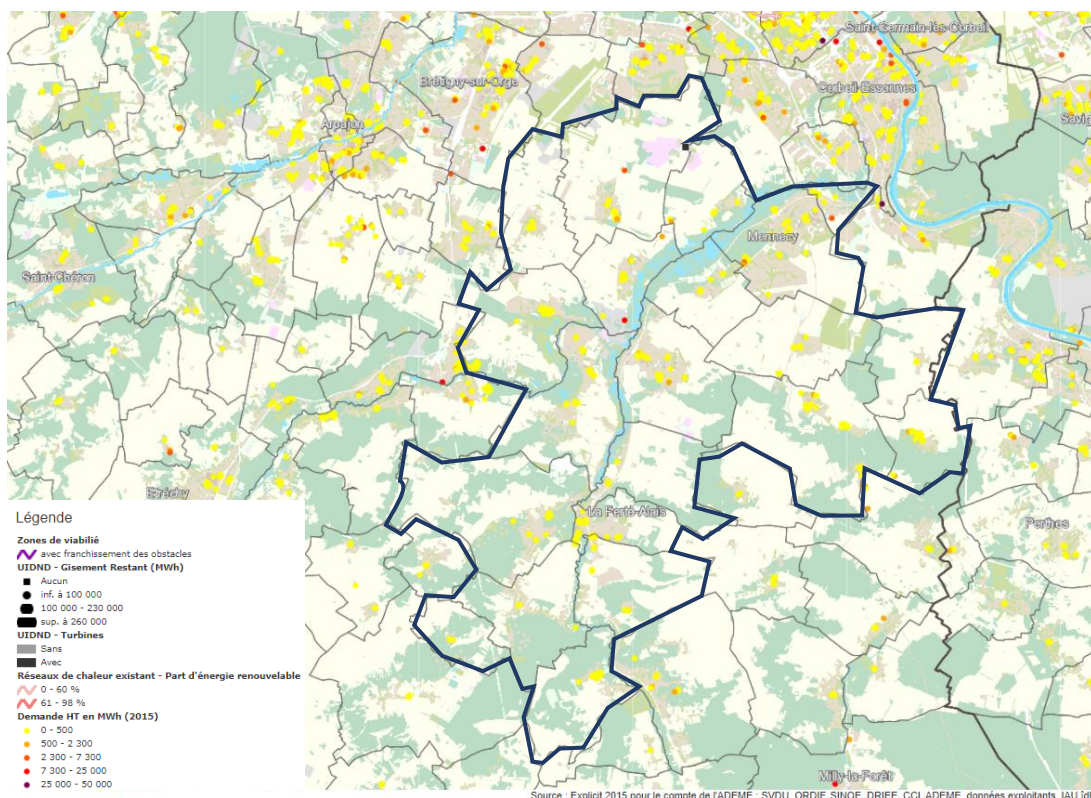 Saint-Germain-lès-Corbeil
Brétigny-sur-Orge
Corbeil-Essonnes
Arpajon
Savig
Mennecy
Saint-Chéron
Etréchy
La Ferté-Alais
Perthes
Milly-la-Forêt
Légende
Zones de viabilié
avec franchissement des obstacles
UIDND - Gisement Restant (MWh)
Aucun
inf. à 100 000
100 000 - 230 000
sup. à 260 000
UIDND - Turbines
Sans
Avec
Réseaux de chaleur existant - Part d'énergie renouvelable
0 - 60 %
61 - 98 %
Demande HT en MWh (2015)
0 - 500
500 - 2 300
2 300 - 7 300
7 300 - 25 000
25 000 - 50 000
Source : Explicit 2015 pour le compte de l'ADEME ; SVDU, ORDIF, SINOE, DRIEE, CCI, ADEME, données exploitants, IAU îdf